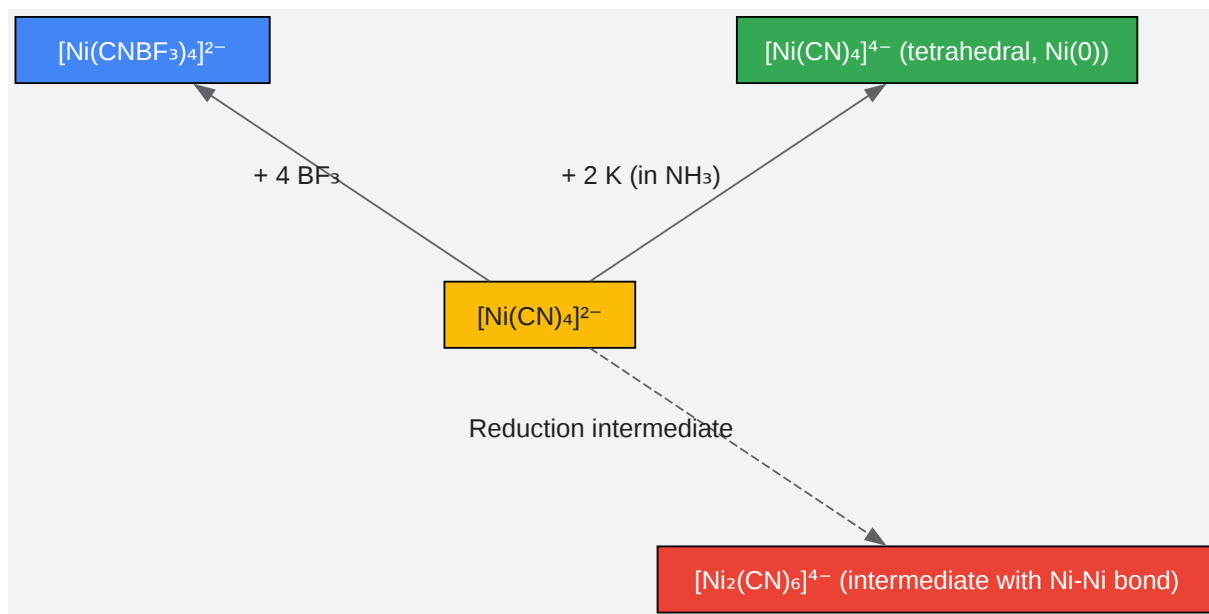 [Ni(CNBF₃)₄]²⁻
[Ni(CN)₄]⁴⁻ (tetrahedral, Ni(0))
+ 4 BF₃
+ 2 K (in NH₃)
[Ni(CN)₄]²⁻
Reduction intermediate
[Ni₂(CN)₆]⁴⁻ (intermediate with Ni-Ni bond)